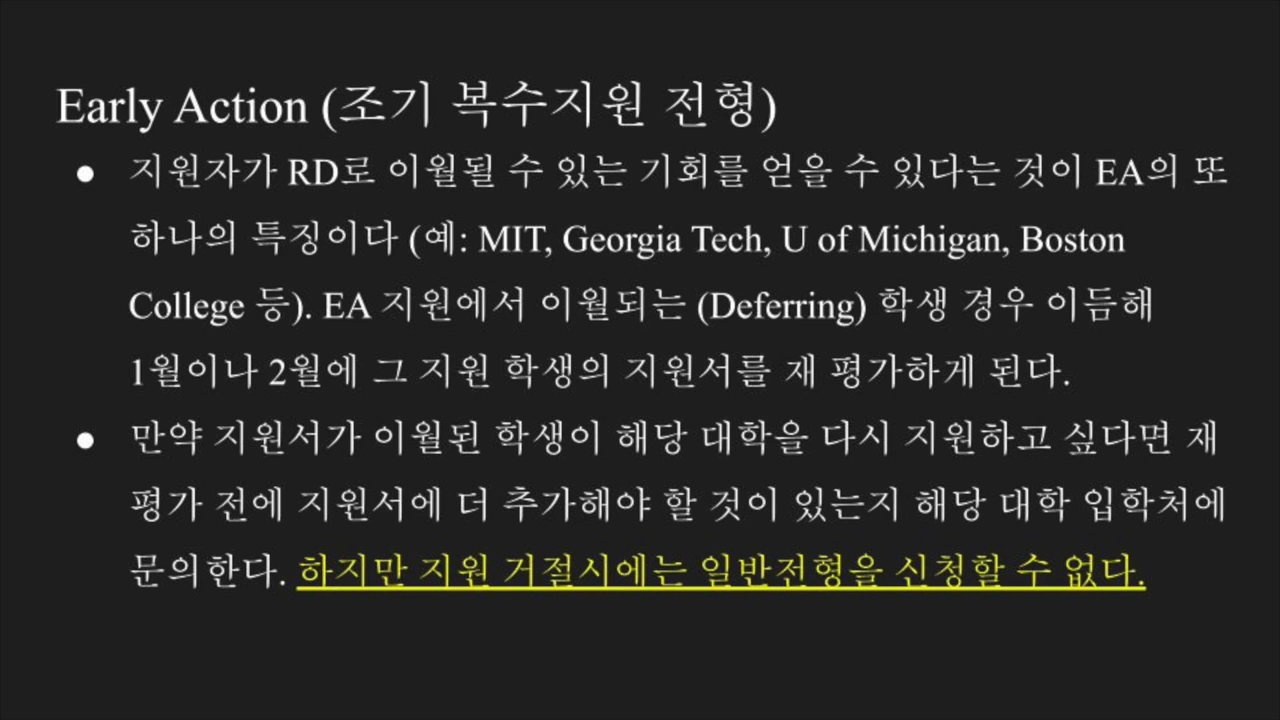 Early Action (조기 복수지원 전형)
● 지원자가 RD로 이월될 수 있는 기회를 얻을 수 있다는 것이 EA의 또
하나의 특징이다 (예: MIT, Georgia Tech, U of Michigan, Boston
College 등). EA 지원에서 이월되는 (Deferring) 학생 경우 이듬해
1월이나 2월에 그 지원 학생의 지원서를 재 평가하게 된다.
● 만약 지원서가 이월된 학생이 해당 대학을 다시 지원하고 싶다면 재
평가 전에 지원서에 더 추가해야 할 것이 있는지 해당 대학 입학처에
문의한다. 하지만 지원 거절시에는 일반전형을 신청할 수 없다.